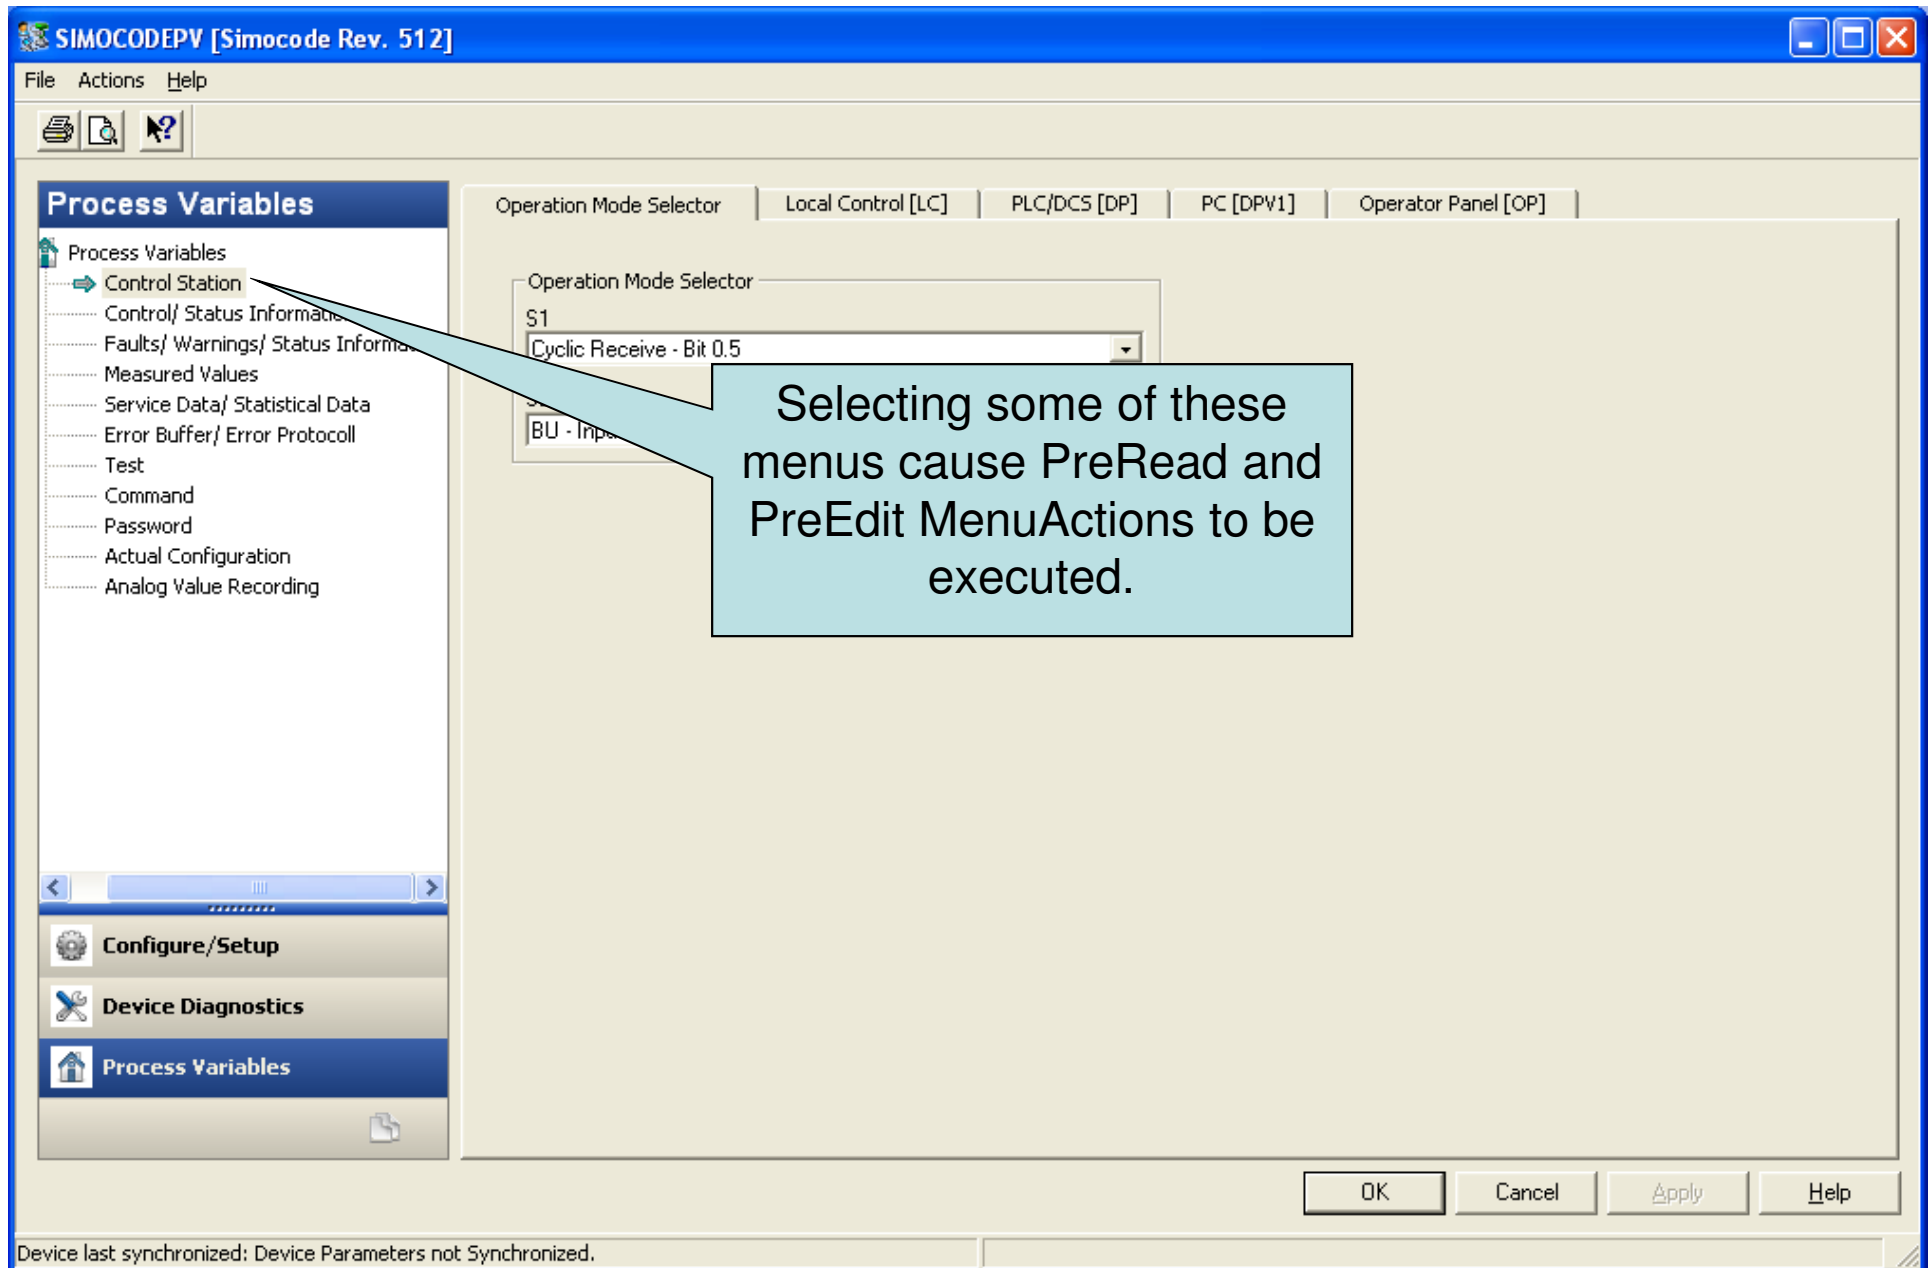 SIMOCODEPV [Simocode Rev. 512]
File Actions Help
Process Variables
Process Variables
Control Station
Control/ Status Informatio
Faults/ Warnings/ Status Informa
Measured Values
Service Data/ Statistical Data
Error Buffer/ Error Protocoll
Test
Command
Password
Actual Configuration
Analog Value Recording
Configure/Setup
Device Diagnostics
Process Variables
Operation Mode Selector
Local Control [LC]
PLC/DCS [DP]
PC [DPV1]
Operator Panel [OP]
Operation Mode Selector
S1
Cyclic Receive - Bit 0.5
BU - Inp
Selecting some of these
menus cause PreRead and
PreEdit MenuActions to be
executed.
OK
Cancel
Apply
Help
Device last synchronized: Device Parameters not Synchronized.